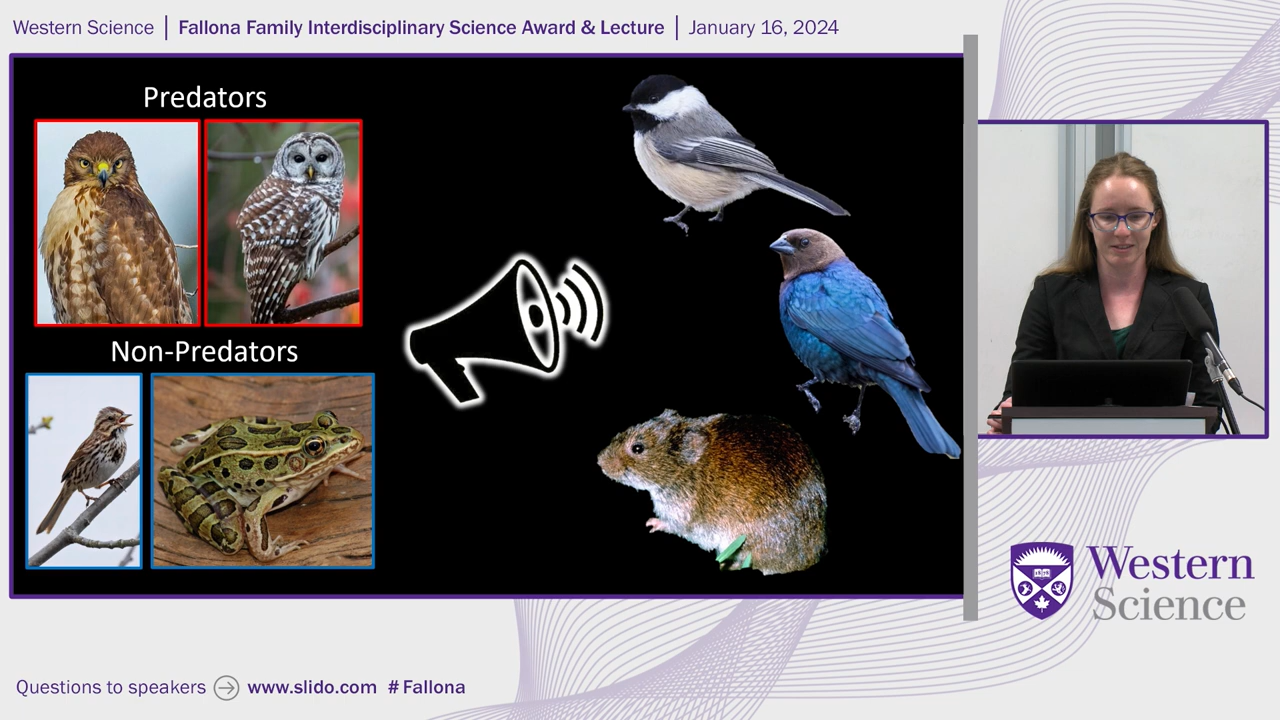 Western Science | Fallona Family Interdisciplinary Science Award & Lecture | January 16, 2024
Predators
Non-Predators
Western
Science
Questions to speakers www.slido.com # Fallona